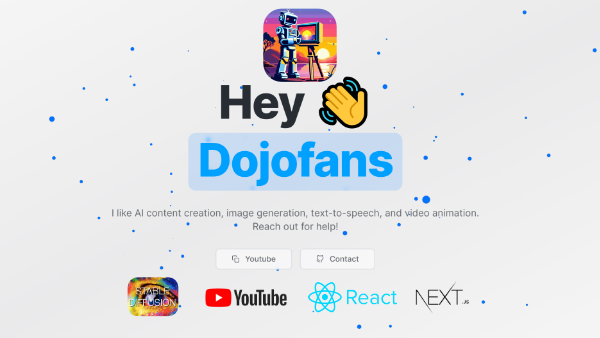 Hey
Dojofans
I like AI content creation, image generation, text-to-speech, and video animation.
Reach out for help!
Youtube
Contact
STABLE
DIFFUSION
YouTube
React
NEXT.JS